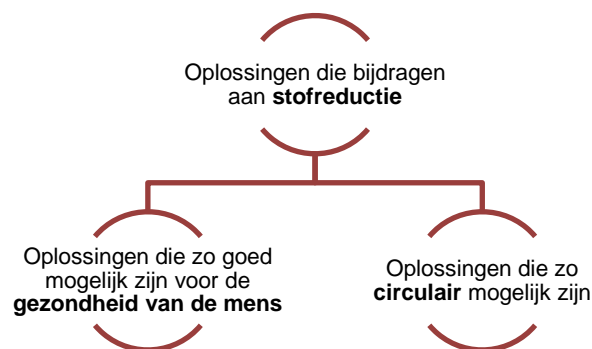 Oplossingen die bijdragen
aan stofreductie
Oplossingen die zo goed
mogelijk zijn voor de
gezondheid van de mens
Oplossingen die zo
circulair mogelijk zijn